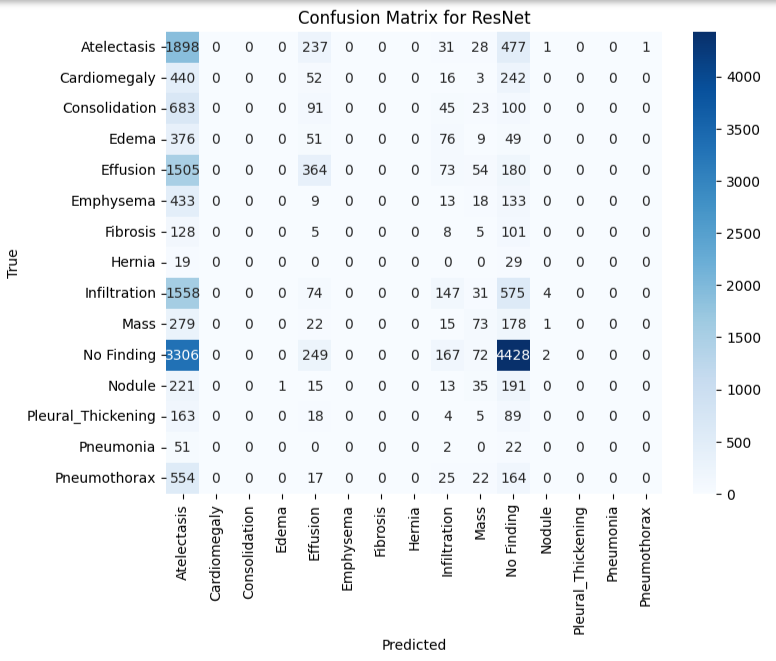 Confusion Matrix for ResNet
Atelectasis 1898 0 0 0 237 0 0 0 31 28 477 1 0 0 1
Cardiomegaly 440 0 0 0 52 0 0 0 16 3 242 0 0 0 0
Consolidation 683 0 0 0 91 0 0 0 45 23 100 0 0 0 0
Edema 376 0 0 0 51 0 0 0 76 9 49 0 0 0 0
Effusion 1505 0 0 0 364 0 0 0 73 54 180 0 0 0 0
Emphysema 433 0 0 0 9 0 0 0 13 18 133 0 0 0 0
Fibrosis 128 0 0 0 5 0 0 0 8 5 101 0 0 0 0
Hernia 19 0 0 0 0 0 0 0 0 0 29 0 0 0 0
Infiltration 1558 0 0 0 74 0 0 0 147 31 575 4 0 0 0
Mass 279 0 0 0 22 0 0 0 15 73 178 1 0 0 0
No Finding 3306 0 0 0 249 0 0 0 167 72 4428 2 0 0 0
Nodule 221 0 0 1 15 0 0 0 13 35 191 0 0 0 0
Pleural_Thickening 163 0 0 0 18 0 0 0 4 5 89 0 0 0 0
Pneumonia 51 0 0 0 0 0 0 0 2 0 22 0 0 0 0
Pneumothorax 554 0 0 0 17 0 0 0 25 22 164 0 0 0 0
True
Atelectasis
Cardiomegaly
Consolidation
Edema
Effusion
Emphysema
Fibrosis
Hernia
Infiltration
Mass
No Finding
Nodule
Pleural_Thickening
Pneumonia
Pneumothorax
Predicted
4000
3500
3000
2500
2000
1500
1000
500
0